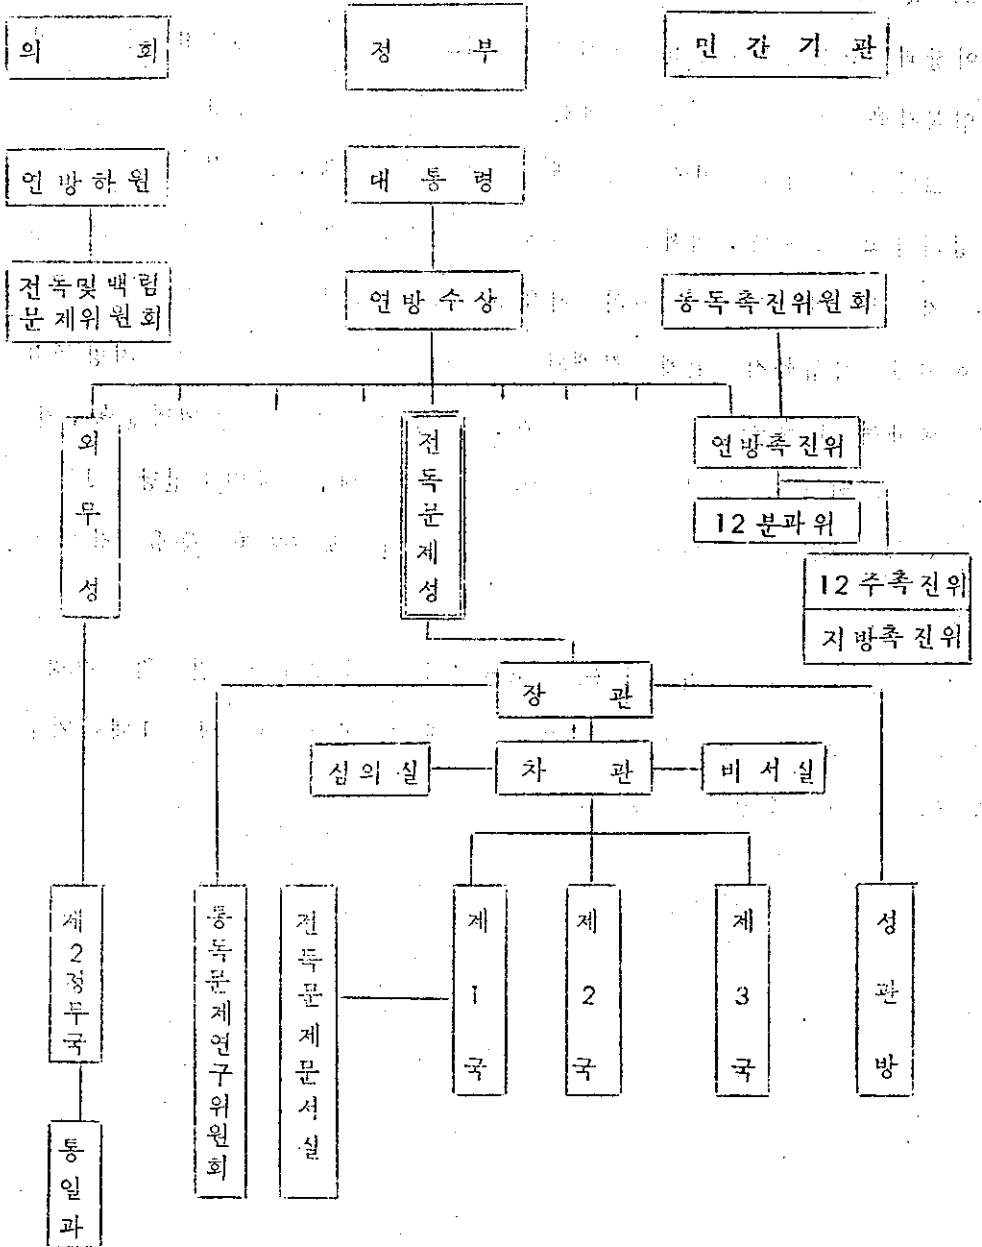 의 회
정 부
민 간 기 관
연 방 하 원
대 통 령
전 독 및 백 림
문 제 위 원 회
연 방 수 상
통 독 촉 진 위 원 회
외 무 성
전 독 문 제 성
연 방 촉 진 위
12 분 과 위
12 주 촉 진 위
지 방 촉 진 위
장 관
심 의 실
차 관
비 서 실
제 2 정 무 국
통 독 문 제 연 구 위 원 회
전 독 문 제 문 서 실
제 1 국
제 2 국
제 3 국
성 관 방
통 일 과